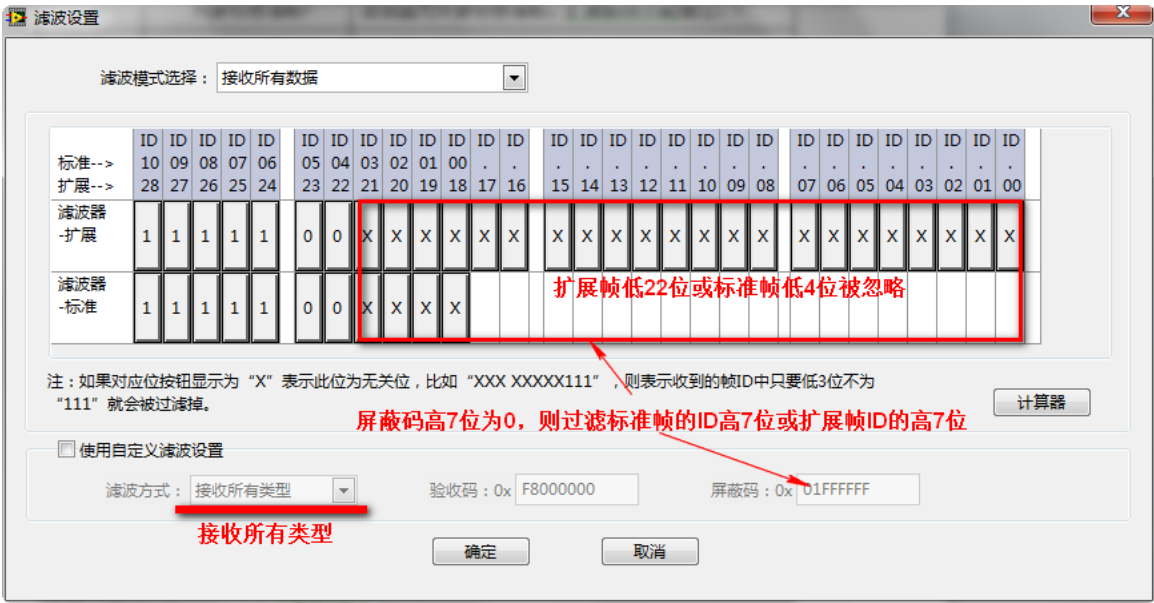 滤波设置
滤波模式选择： 接收所有数据
ID ID ID ID ID ID ID ID ID ID ID ID ID ID ID ID ID ID ID ID ID ID ID ID ID ID ID ID ID
标准--> 10 09 08 07 06 05 04 03 02 01 00 . . . . . . . . . . . . . . . . . .
扩展--> 28 27 26 25 24 23 22 21 20 19 18 17 16 15 14 13 12 11 10 09 08 07 06 05 04 03 02 01 00
滤波器
-扩展 1 1 1 1 1 0 0 X X X X X X X X X X X X X X X X X X X X X X
扩展帧低22位或标准帧低4位被忽略
滤波器
-标准 1 1 1 1 1 0 0 X X X X
注：如果对应位按钮显示为“X”表示此位为无关位，比如“XXX XXXXX111”，则表示收到的帧ID中只要低3位不为
“111”就会被过滤掉。
计算器
屏蔽码高7位为0，则过滤标准帧的ID高7位或扩展帧ID的高7位
使用自定义滤波设置
滤波方式： 接收所有类型 验收码：0x F8000000 屏蔽码：0x 01FFFFFF
接收所有类型
确定 取消